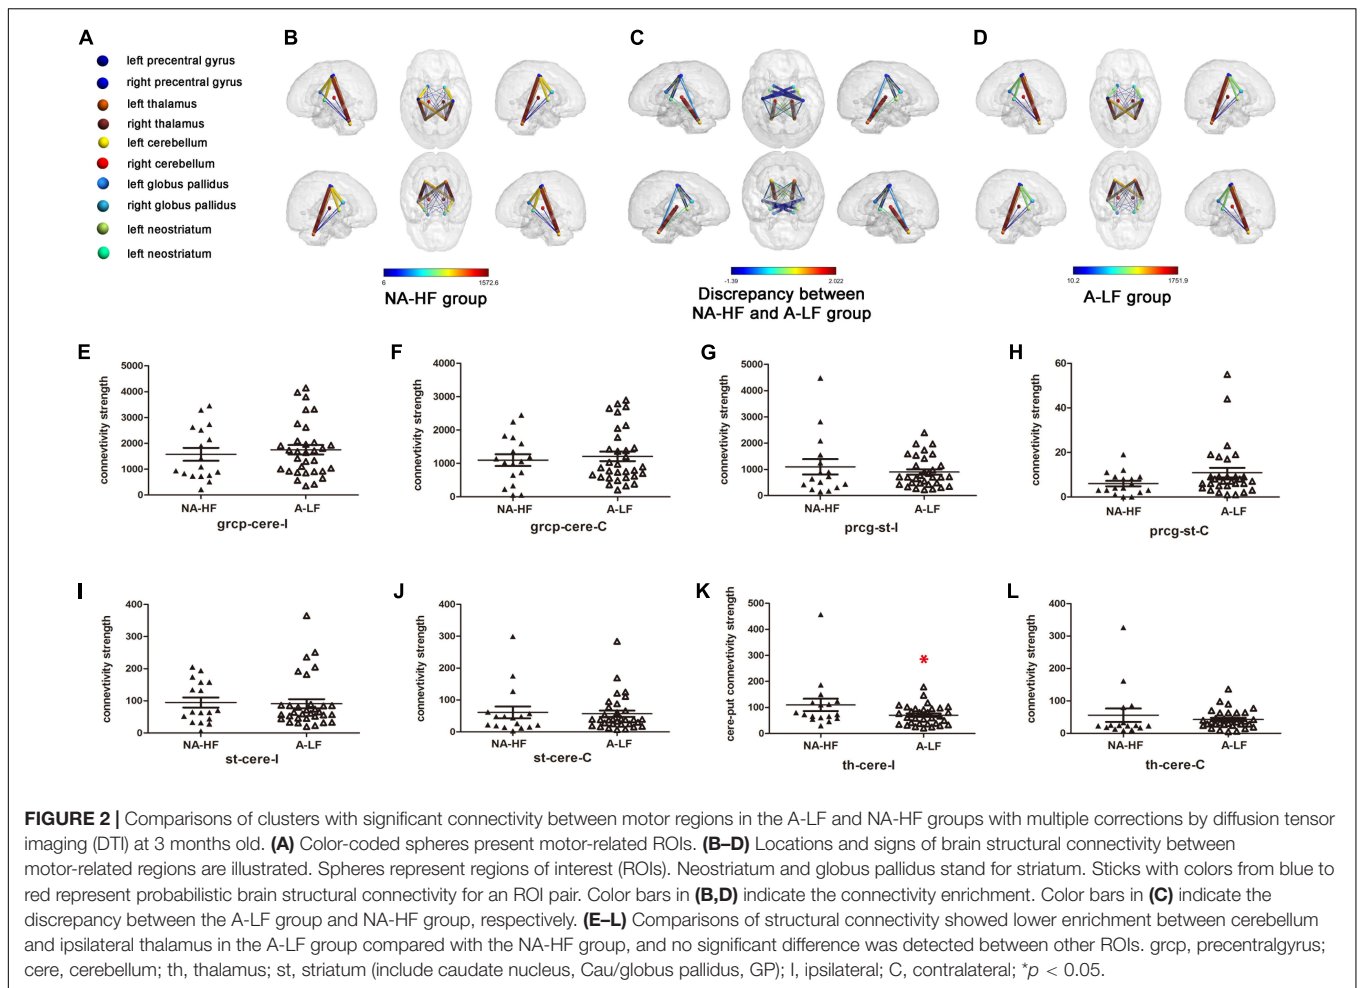 A
left precentral gyrus
right precentral gyrus
left thalamus
right thalamus
left cerebellum
right cerebellum
left globus pallidus
right globus pallidus
left neostriatum
left neostriatum
B
6 1572.6
NA-HF group
C
-1.39 2.022
Discrepancy between
NA-HF and A-LF group
D
10.2 1751.9
A-LF group
E
connevtivity strength
5000
4000
3000
2000
1000
0
NA-HF A-LF
grcp-cere-I
F
connevtivity strength
4000
3000
2000
1000
0
NA-HF A-LF
grcp-cere-C
G
connevtivity strength
5000
4000
3000
2000
1000
0
NA-HF A-LF
prcg-st-I
H
connevtivity strength
60
40
20
0
NA-HF A-LF
prcg-st-C
I
connevtivity strength
400
300
200
100
0
NA-HF A-LF
st-cere-I
J
connevtivity strength
400
300
200
100
0
NA-HF A-LF
st-cere-C
K
cere-put connevtivity strength
500
400
300
200
100
0
*
NA-HF A-LF
th-cere-I
L
connevtivity strength
400
300
200
100
0
NA-HF A-LF
th-cere-C
FIGURE 2 | Comparisons of clusters with significant connectivity between motor regions in the A-LF and NA-HF groups with multiple corrections by diffusion tensor
imaging (DTI) at 3 months old. (A) Color-coded spheres present motor-related ROIs. (B–D) Locations and signs of brain structural connectivity between
motor-related regions are illustrated. Spheres represent regions of interest (ROIs). Neostriatum and globus pallidus stand for striatum. Sticks with colors from blue to
red represent probabilistic brain structural connectivity for an ROI pair. Color bars in (B,D) indicate the connectivity enrichment. Color bars in (C) indicate the
discrepancy between the A-LF group and NA-HF group, respectively. (E–L) Comparisons of structural connectivity showed lower enrichment between cerebellum
and ipsilateral thalamus in the A-LF group compared with the NA-HF group, and no significant difference was detected between other ROIs. grcp, precentralgyrus;
cere, cerebellum; th, thalamus; st, striatum (include caudate nucleus, Cau/globus pallidus, GP); I, ipsilateral; C, contralateral; *p < 0.05.